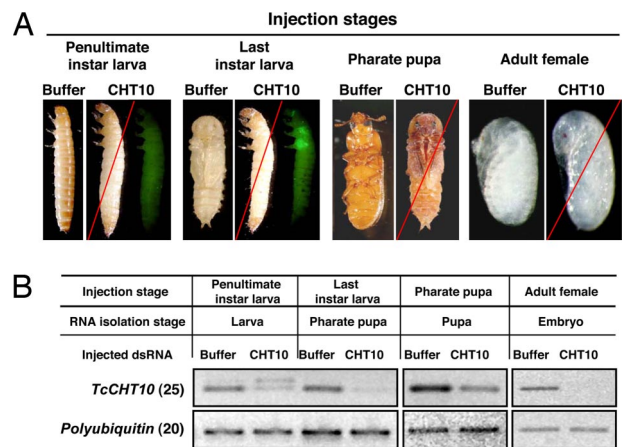 A
Injection stages
Penultimate instar larva
Last instar larva
Pharate pupa
Adult female
Buffer CHT10 Buffer CHT10 Buffer CHT10 Buffer CHT10
B
Injection stage Penultimate instar larva Last instar larva Pharate pupa Adult female
RNA isolation stage Larva Pharate pupa Pupa Embryo
Injected dsRNA Buffer CHT10 Buffer CHT10 Buffer CHT10 Buffer CHT10
TcCHT10 (25)
Polyubiquitin (20)